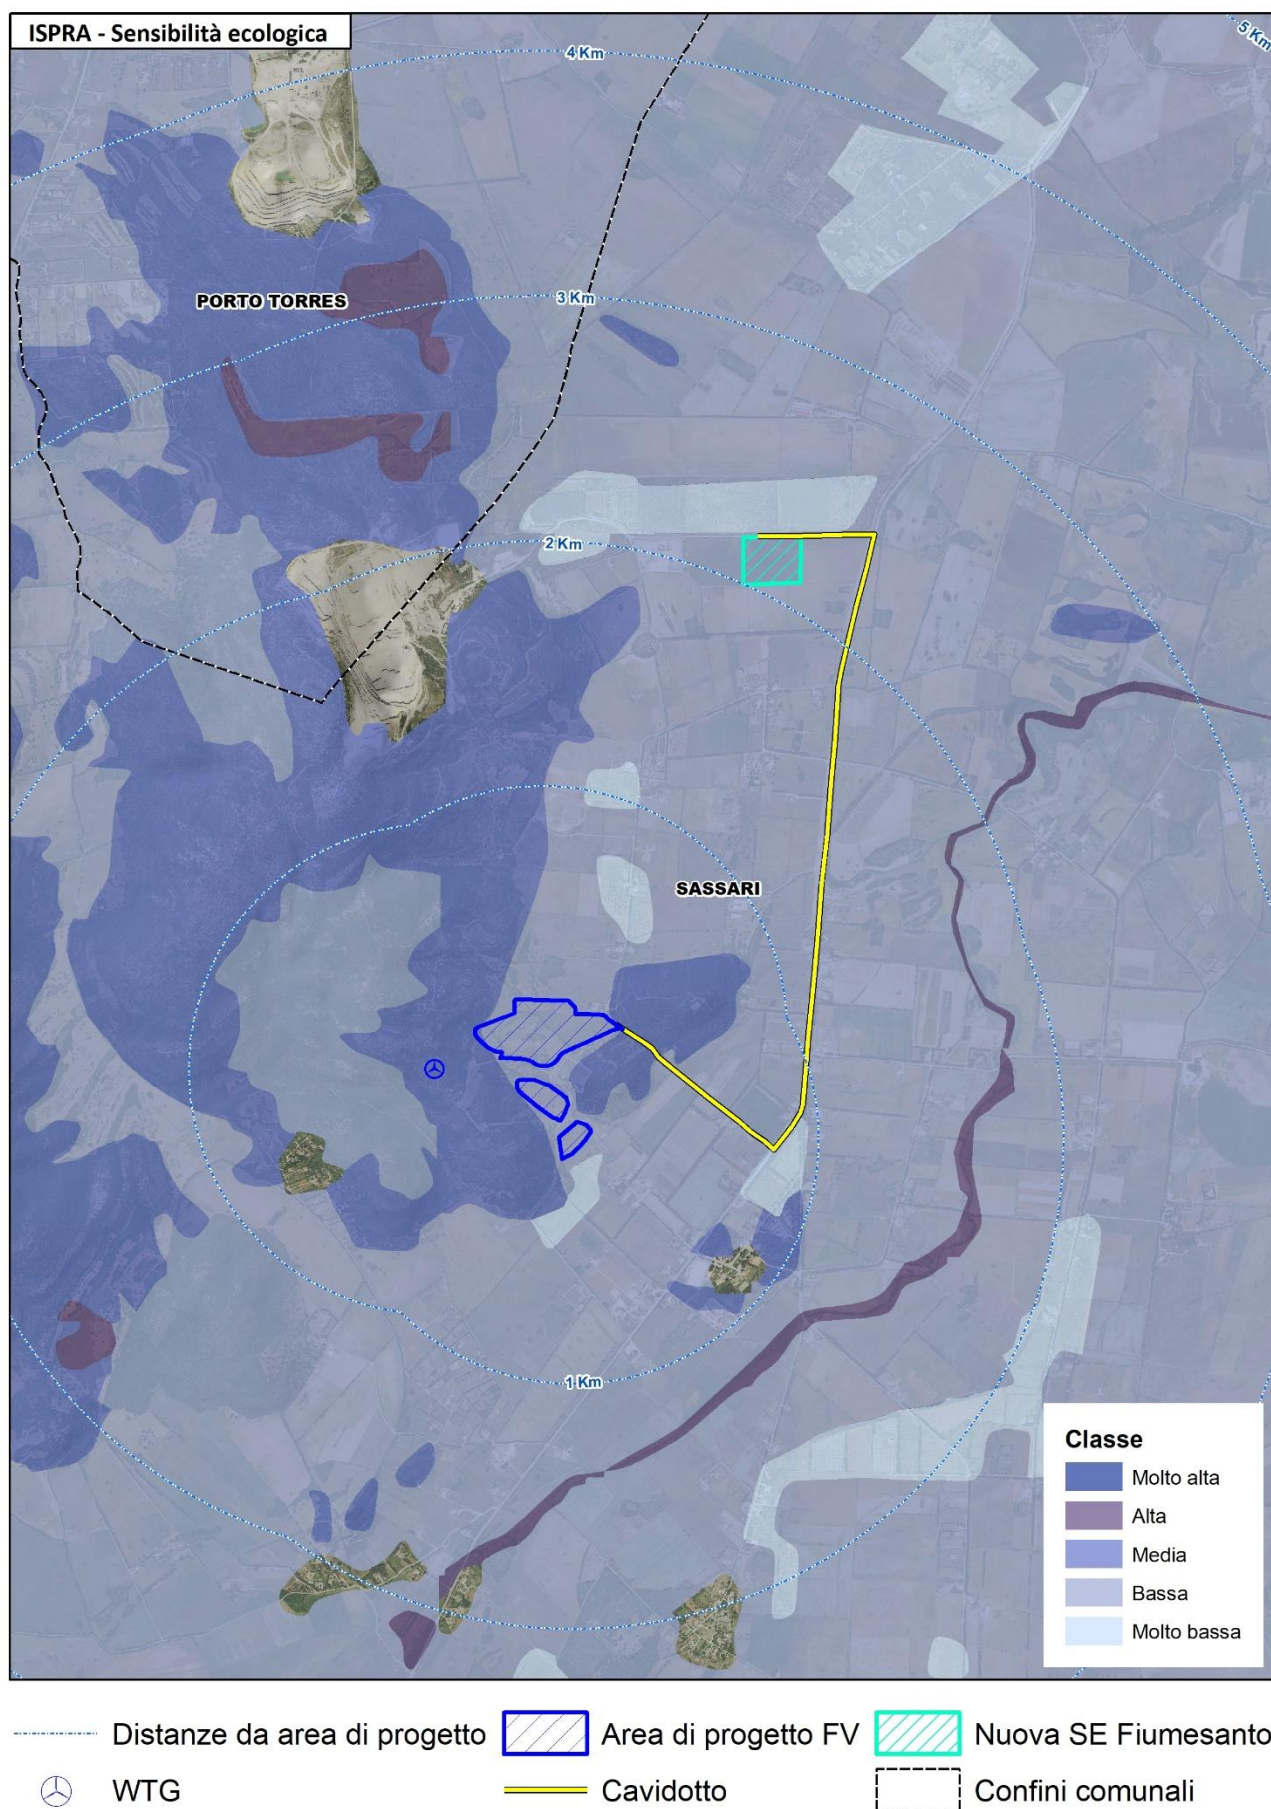 ISPRA - Sensibilità ecologica
5 Km
4 Km
3 Km
PORTO TORRES
2 Km
SASSARI
1 Km
Classe
Molto alta
Alta
Media
Bassa
Molto bassa
Distanze da area di progetto
Area di progetto FV
Nuova SE Fiumesanto
WTG
Cavidotto
Confini comunali